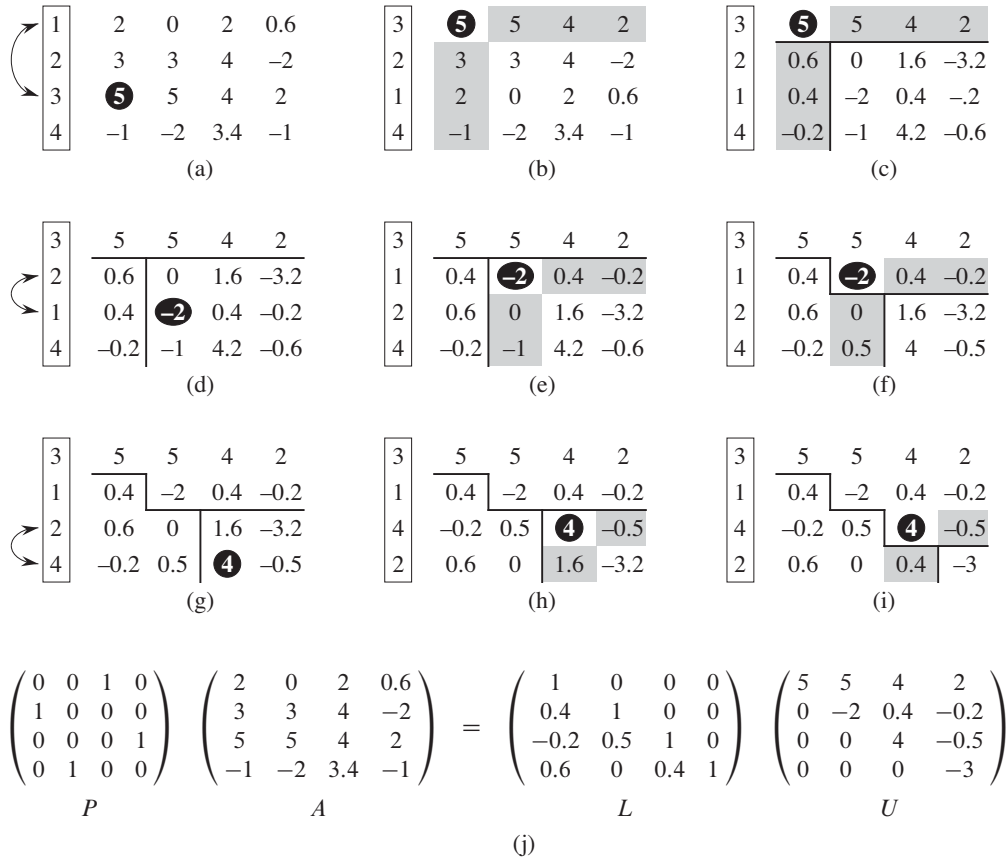 1 2 0 2 0.6 3 5 5 4 2 3 5 5 4 2
2 3 3 4 –2 2 3 3 4 –2 2 0.6 0 1.6 –3.2
3 5 5 4 2 1 2 0 2 0.6 1 0.4 –2 0.4 –.2
4 –1 –2 3.4 –1 4 –1 –2 3.4 –1 4 –0.2 –1 4.2 –0.6
(a) (b) (c)
3 5 5 4 2 3 5 5 4 2 3 5 5 4 2
2 0.6 0 1.6 –3.2 1 0.4 –2 0.4 –0.2 1 0.4 –2 0.4 –0.2
1 0.4 –2 0.4 –0.2 2 0.6 0 1.6 –3.2 2 0.6 0 1.6 –3.2
4 –0.2 –1 4.2 –0.6 4 –0.2 –1 4.2 –0.6 4 –0.2 0.5 4 –0.5
(d) (e) (f)
3 5 5 4 2 3 5 5 4 2 3 5 5 4 2
1 0.4 –2 0.4 –0.2 1 0.4 –2 0.4 –0.2 1 0.4 –2 0.4 –0.2
2 0.6 0 1.6 –3.2 4 –0.2 0.5 4 –0.5 4 –0.2 0.5 4 –0.5
4 –0.2 0.5 4 –0.5 2 0.6 0 1.6 –3.2 2 0.6 0 0.4 –3
(g) (h) (i)
0 0 1 0 2 0 2 0.6 1 0 0 0 5 5 4 2
1 0 0 0 3 3 4 –2 0.4 1 0 0 0 –2 0.4 –0.2
0 0 0 1 5 5 4 2 = –0.2 0.5 1 0 0 0 4 –0.5
0 1 0 0 –1 –2 3.4 –1 0.6 0 0.4 1 0 0 0 –3
P A L U
(j)